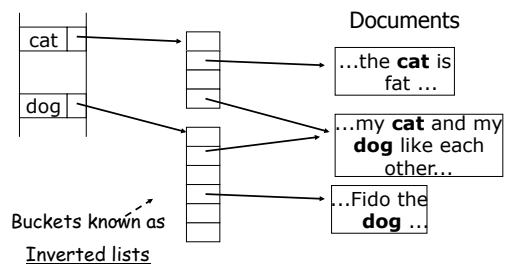 Documents
cat
dog
...the cat is
fat ...
...my cat and my
dog like each
other...
...Fido the
dog ...
Buckets known as
Inverted lists